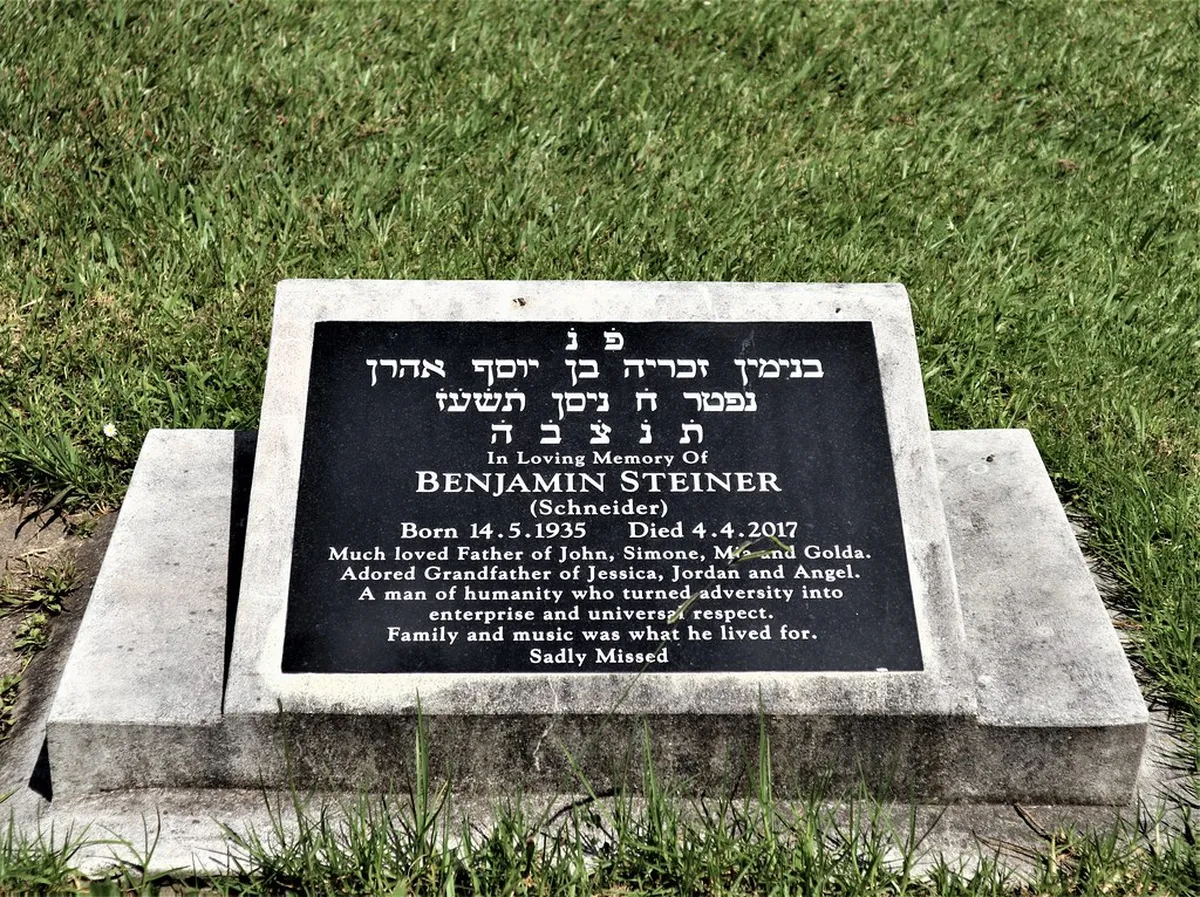 פ̇ נ̇
בנימין זכריה בן יוסף אהרן
נפטר ח̇ ניסן ת̇ש̇ע̇ז̇
ת̇ נ̇ צ̇ ב̇ ה̇
In Loving Memory Of
BENJAMIN STEINER
(Schneider)
Born 14.5.1935 Died 4.4.2017
Much loved Father of John, Simone, Mia and Golda.
Adored Grandfather of Jessica, Jordan and Angel.
A man of humanity who turned adversity into
enterprise and universal respect.
Family and music was what he lived for.
Sadly Missed